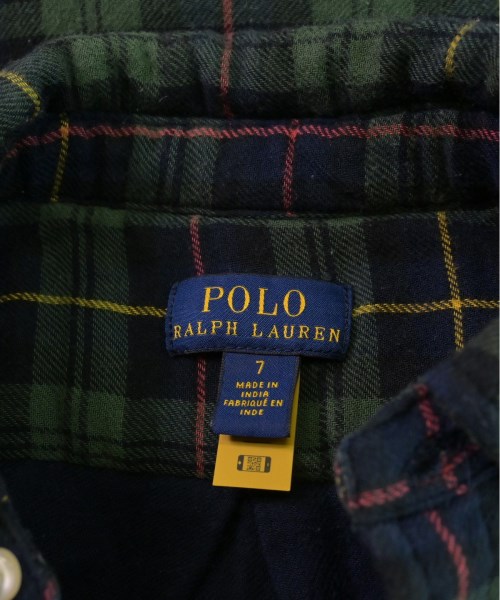 POLO
RALPH LAUREN
7
MADE IN
INDIA
FABRIQUÉ EN
INDE